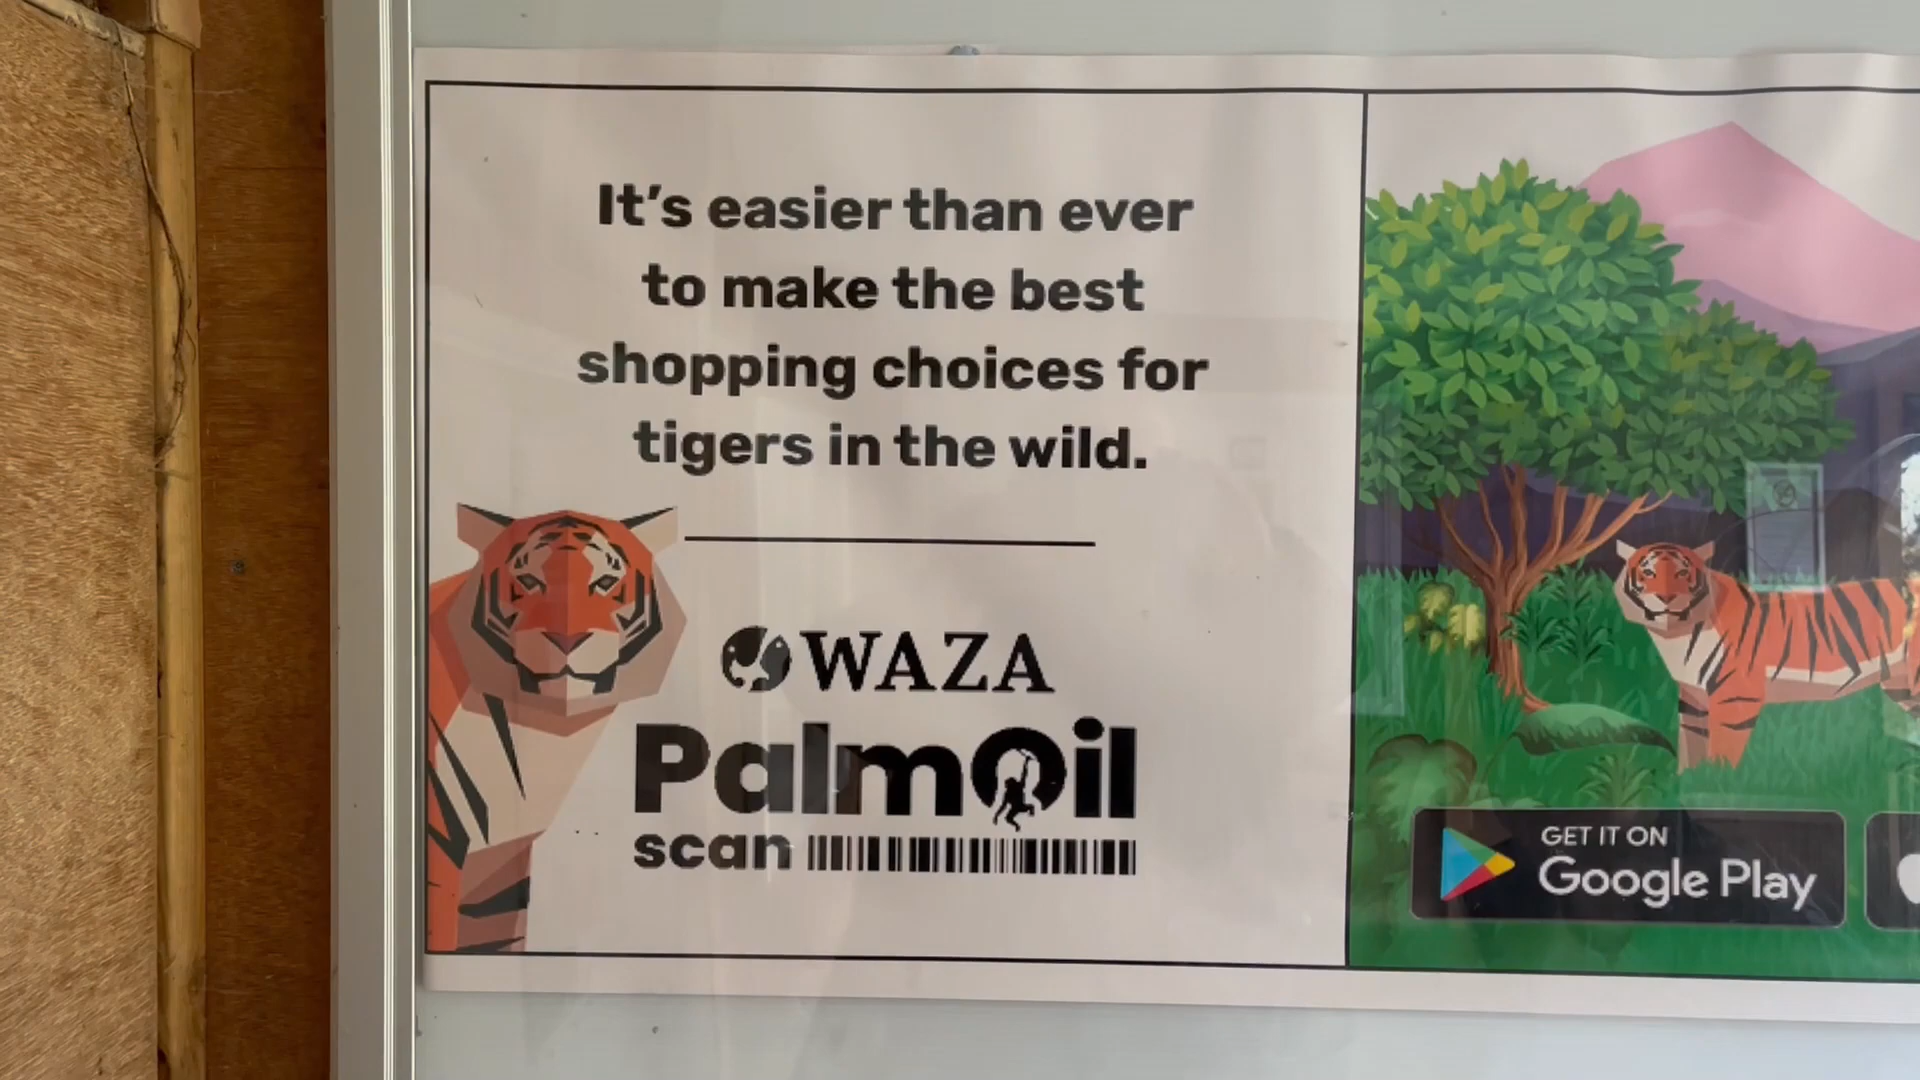 It's easier than ever
to make the best
shopping choices for
tigers in the wild.
WAZA
PalmOil
scan
GET IT ON
Google Play